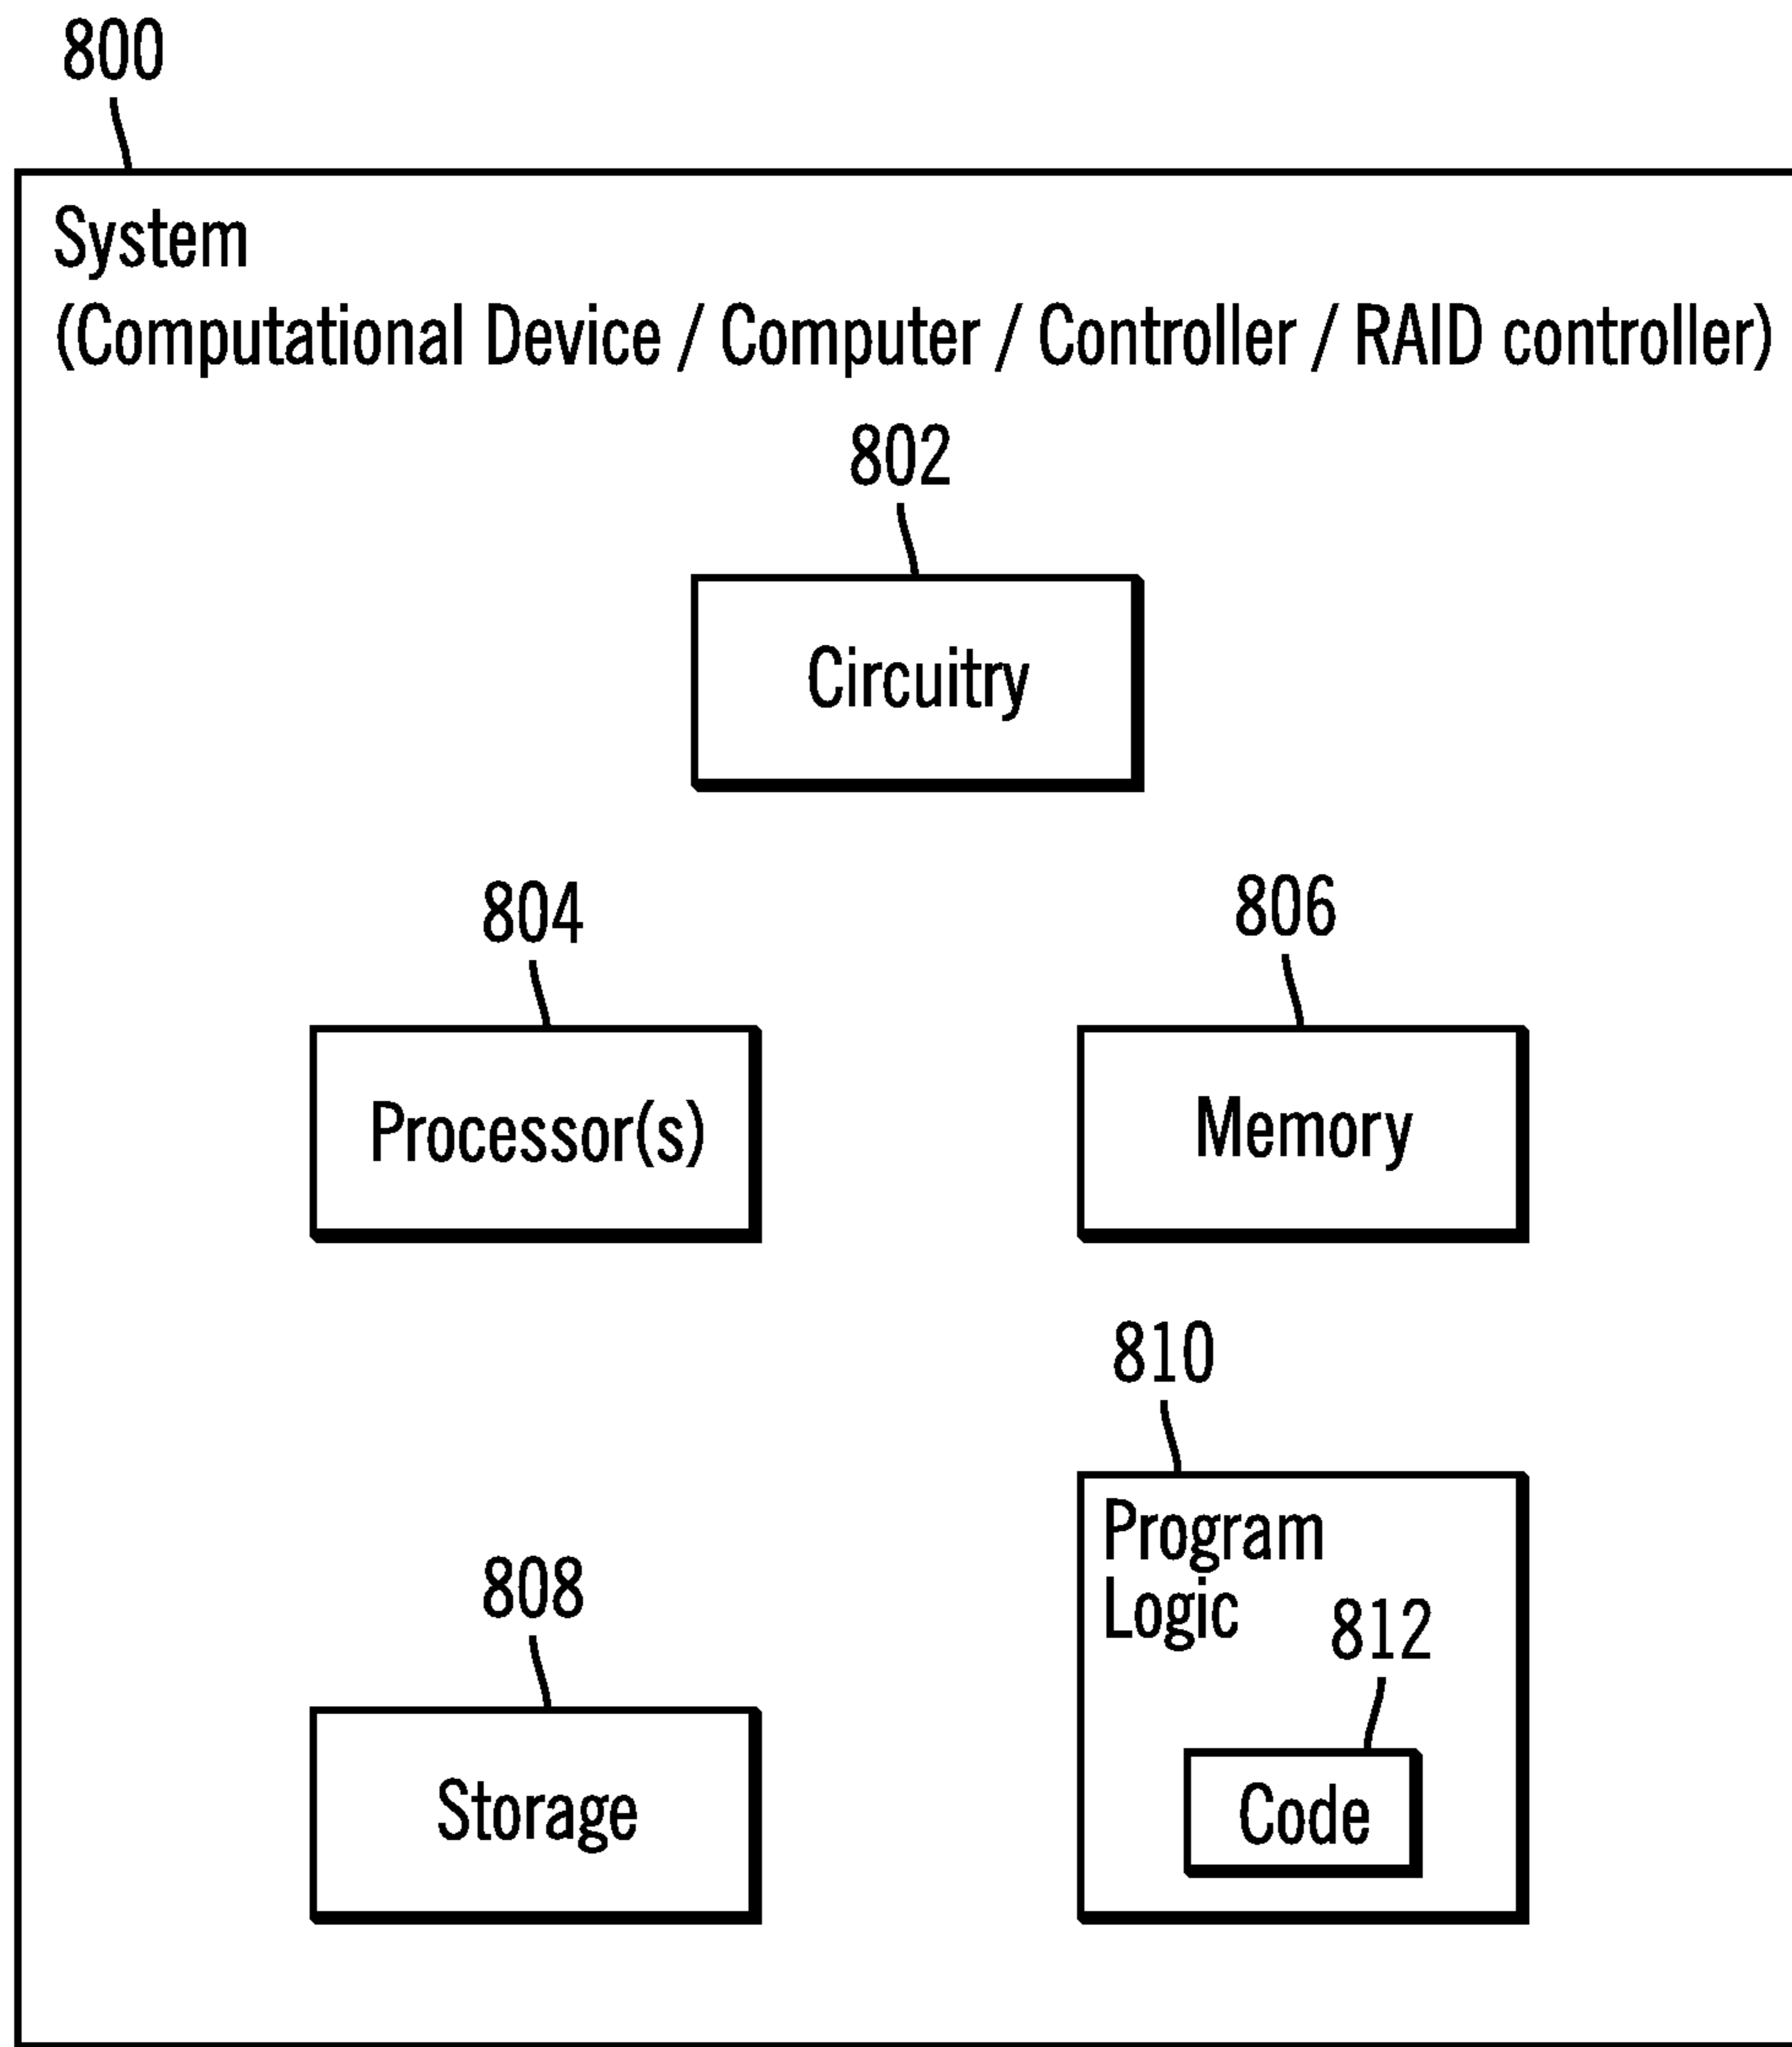 800
System
(Computational Device / Computer / Controller / RAID controller)
802
Circuitry
804
806
Processor(s)
Memory
810
Program
Logic
808
812
Storage
Code